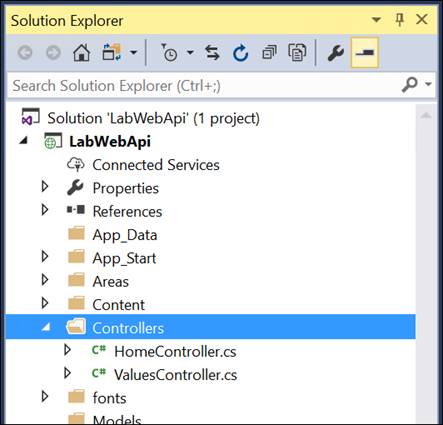 Solution Explorer
Search Solution Explorer (Ctrl+;)
Solution 'LabWebApi' (1 project)
LabWebApi
Connected Services
Properties
References
App_Data
App_Start
Areas
Content
Controllers
C# HomeController.cs
C# ValuesController.cs
fonts
Models